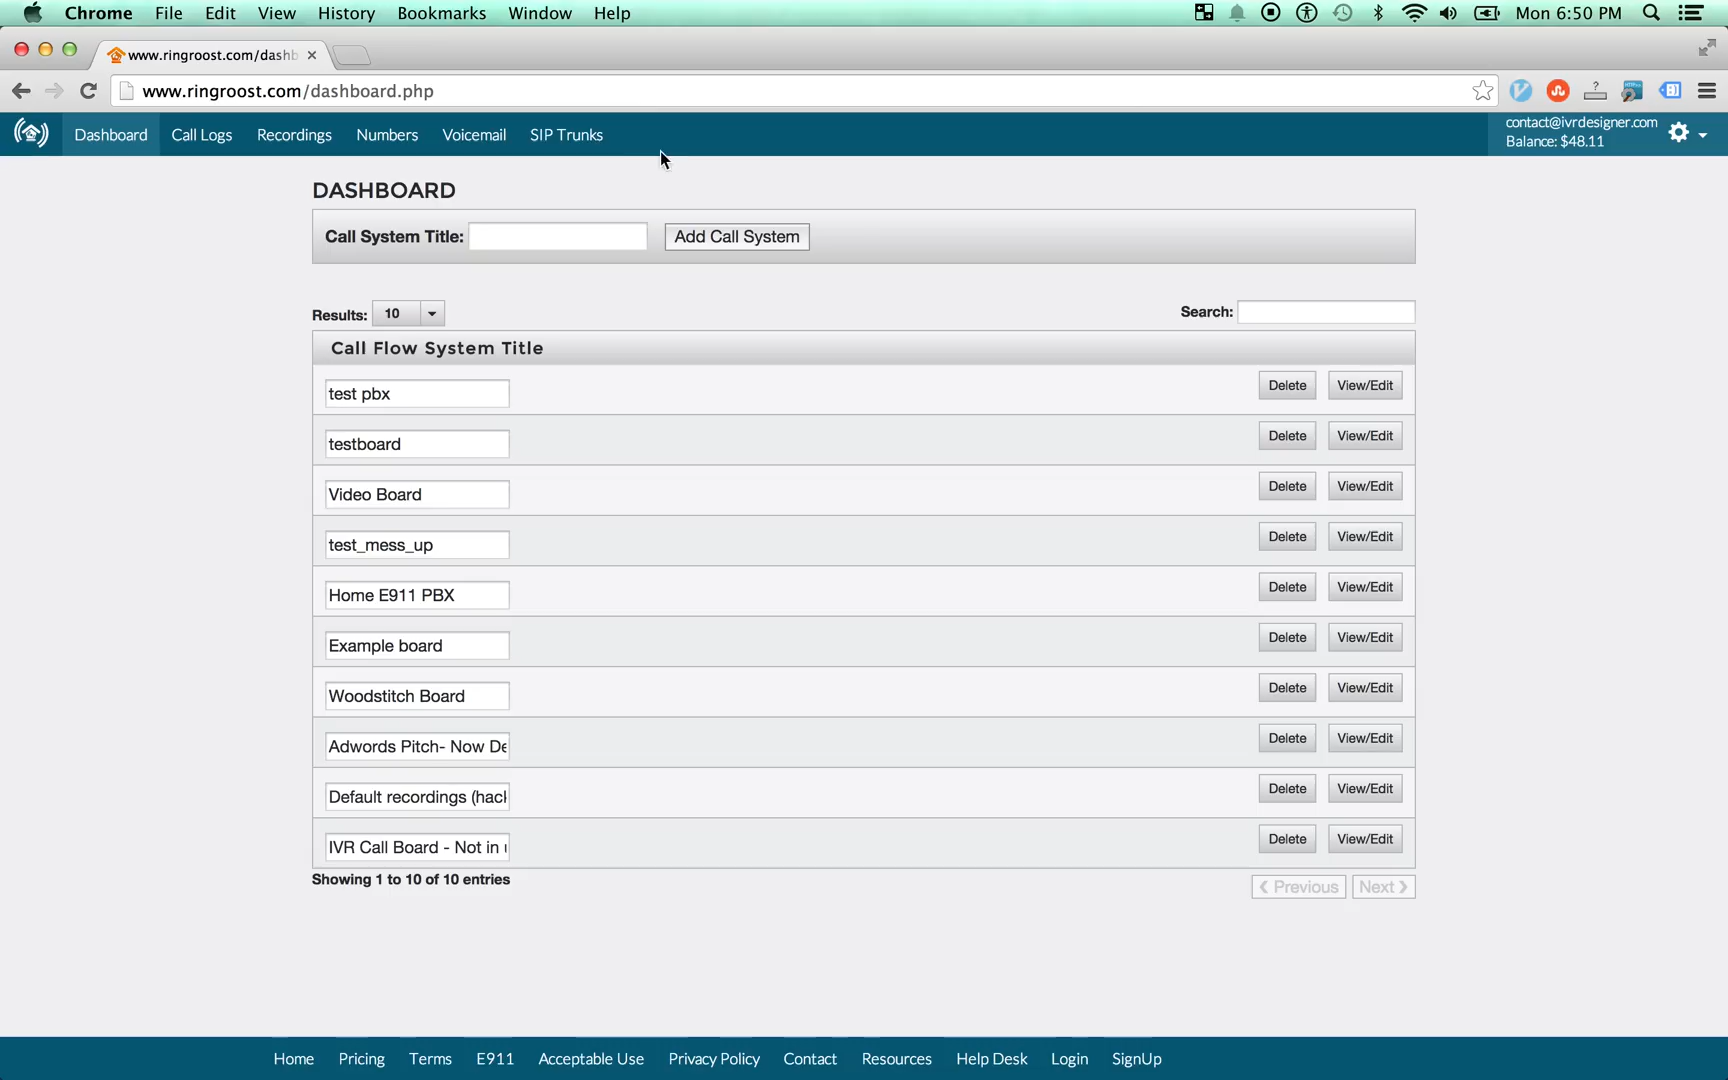 Chrome File Edit View History Bookmarks Window Help Mon 6:50 PM
www.ringroost.com/dashb
www.ringroost.com/dashboard.php
Dashboard Call Logs Recordings Numbers Voicemail SIP Trunks
contact@ivrdesigner.com
Balance: $48.11
DASHBOARD
Call System Title: Add Call System
Results: 10 Search:
Call Flow System Title
test pbx Delete View/Edit
testboard Delete View/Edit
Video Board Delete View/Edit
test_mess_up Delete View/Edit
Home E911 PBX Delete View/Edit
Example board Delete View/Edit
Woodstitch Board Delete View/Edit
Adwords Pitch- Now De Delete View/Edit
Default recordings (hack Delete View/Edit
IVR Call Board - Not in Delete View/Edit
Showing 1 to 10 of 10 entries
Previous Next
Home Pricing Terms E911 Acceptable Use Privacy Policy Contact Resources Help Desk Login SignUp